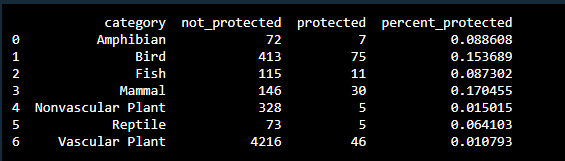 category not_protected protected percent_protected
0 Amphibian 72 7 0.088608
1 Bird 413 75 0.153689
2 Fish 115 11 0.087302
3 Mammal 146 30 0.170455
4 Nonvascular Plant 328 5 0.015015
5 Reptile 73 5 0.064103
6 Vascular Plant 4216 46 0.010793